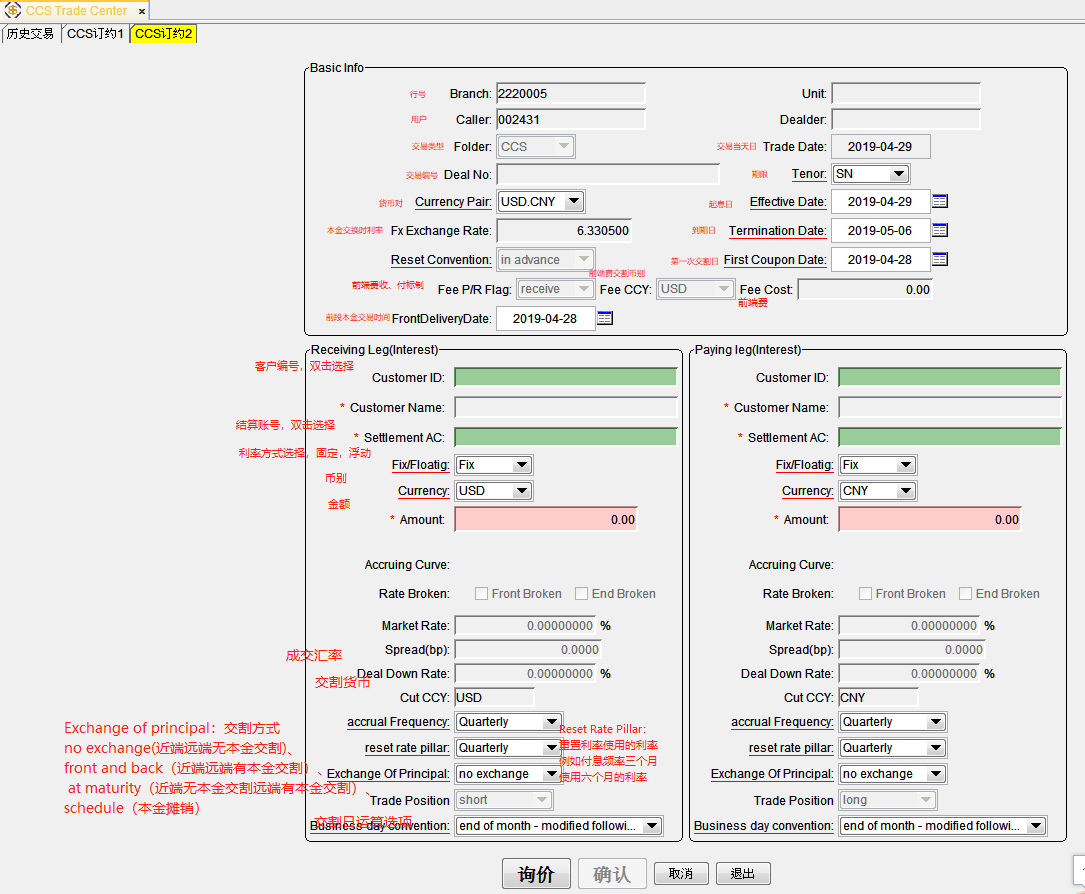 CCS Trade Center ×
历史交易 CCS订约1 CCS订约2
Basic Info
行号 Branch: 2220005 Unit:
用户 Caller: 002431 Dealder:
交易类型 Folder: CCS 交易当天日 Trade Date: 2019-04-29
交易编号 Deal No: 期限 Tenor: SN
货币对 Currency Pair: USD.CNY 起息日 Effective Date: 2019-04-29
本金交换时利率 Fx Exchange Rate: 6.330500 到期日 Termination Date: 2019-05-06
Reset Convention: in advance 第一次交割日 First Coupon Date: 2019-04-28
前端费交割币别
前端费收、付标制 Fee P/R Flag: receive Fee CCY: USD Fee Cost: 0.00
前端费
前段本金交易时间 FrontDeliveryDate: 2019-04-28
Receiving Leg(Interest) Paying leg(Interest)
客户编号，双击选择
Customer ID: Customer ID:
* Customer Name: * Customer Name:
结算账号，双击选择
* Settlement AC: * Settlement AC:
利率方式选择，固定，浮动
Fix/Floatig: Fix Fix/Floatig: Fix
币别
Currency: USD Currency: CNY
金额
* Amount: 0.00 * Amount: 0.00
Accruing Curve: Accruing Curve:
Rate Broken: Front Broken End Broken Rate Broken: Front Broken End Broken
Market Rate: 0.00000000 % Market Rate: 0.00000000 %
Spread(bp): 0.0000 Spread(bp): 0.0000
成交汇率
Deal Down Rate: 0.00000000 % Deal Down Rate: 0.00000000 %
交割货币
Cut CCY: USD Cut CCY: CNY
accrual Frequency: Quarterly accrual Frequency: Quarterly
Exchange of principal：交割方式
no exchange(近端远端无本金交割)、
front and back（近端远端有本金交割）、
at maturity（近端无本金交割远端有本金交割）、
schedule（本金摊销）
Reset Rate Pillar:
重置利率使用的利率
例如付息频率三个月
使用六个月的利率
reset rate pillar: Quarterly reset rate pillar: Quarterly
Exchange Of Principal: no exchange Exchange Of Principal: no exchange
Trade Position short Trade Position long
交割日运算选项
Business day convention: end of month - modified followi... Business day convention: end of month - modified followi...
询价 确认 取消 退出